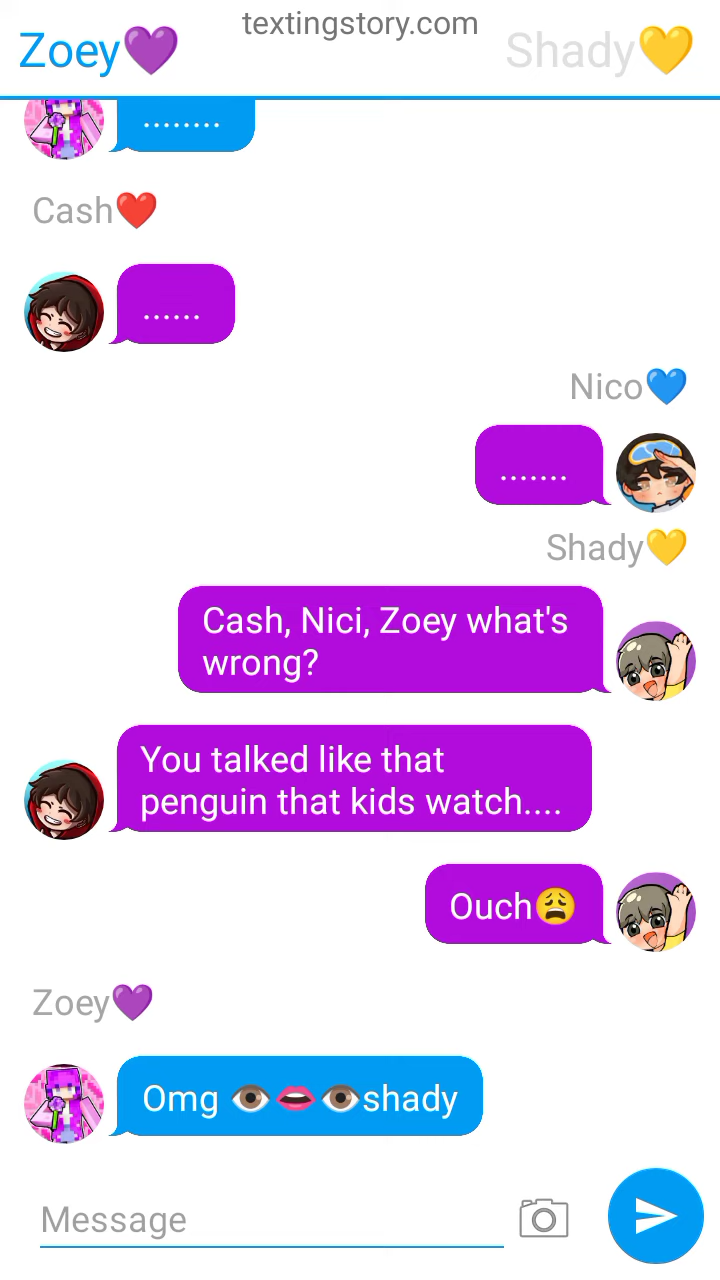 textingstory.com
Zoey💜 Shady💛
........
Cash❤️
......
Nico💙
.......
Shady💛
Cash, Nici, Zoey what's
wrong?
You talked like that
penguin that kids watch....
Ouch😩
Zoey💜
Omg 👁️👄👁️shady
Message